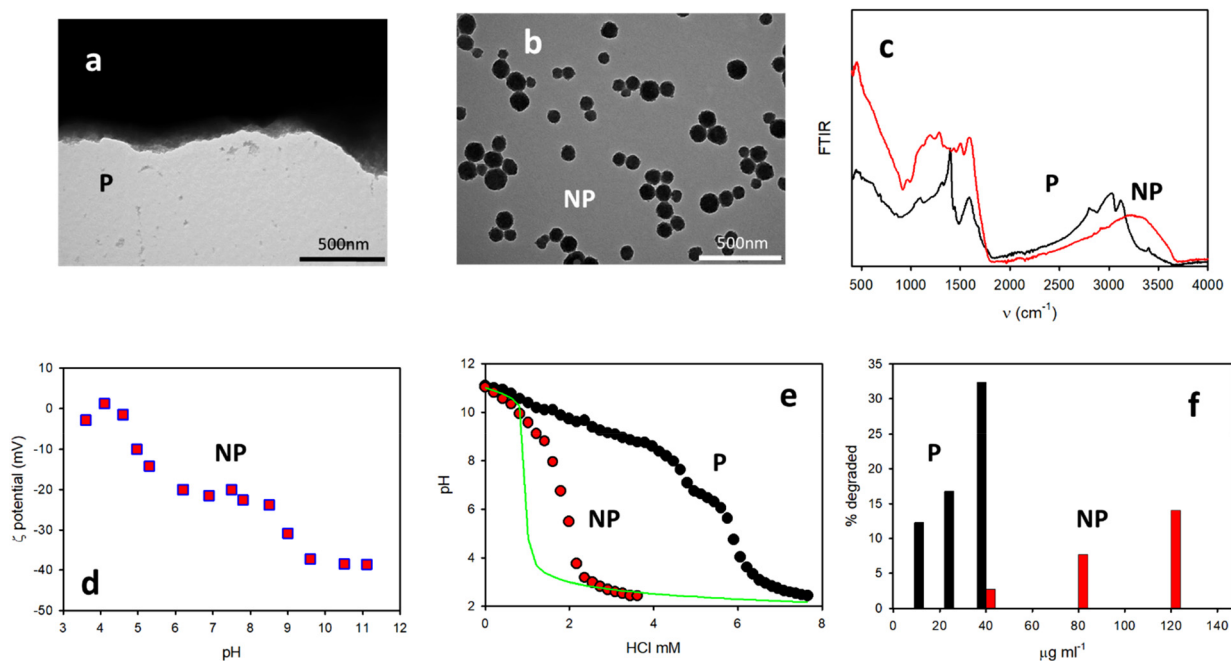 a
P
500nm
b
NP
500nm
c
FTIR
P
NP
500 1000 1500 2000 2500 3000 3500 4000
ν (cm⁻¹)
10
0
-10
-20
-30
-40
-50
ζ potential (mV)
NP
d
3 4 5 6 7 8 9 10 11 12
pH
12
10
8
6
4
2
pH
e
P
NP
0 2 4 6 8
HCl mM
35
30
25
20
15
10
5
0
% degraded
f
P
NP
0 20 40 60 80 100 120 140
μg ml⁻¹